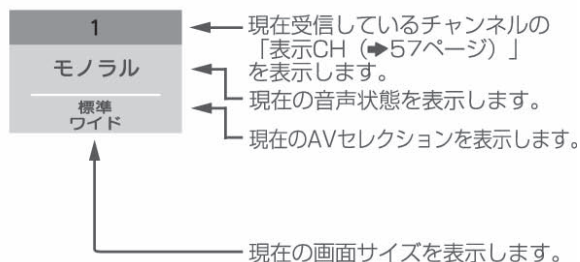 1
モノラル
標準
ワイド
現在受信しているチャンネルの
「表示CH（➡57ページ）」
を表示します。
現在の音声状態を表示します。
現在のAVセレクションを表示します。
現在の画面サイズを表示します。